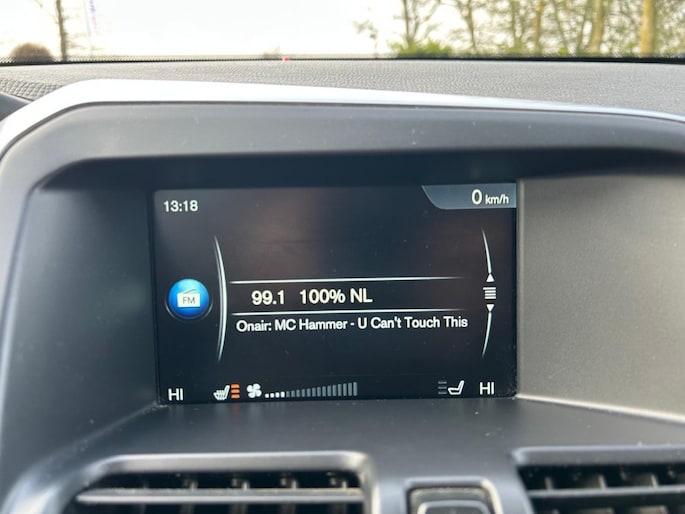 13:18
0 km/h
FM
99.1 100% NL
Onair: MC Hammer - U Can't Touch This
HI HI